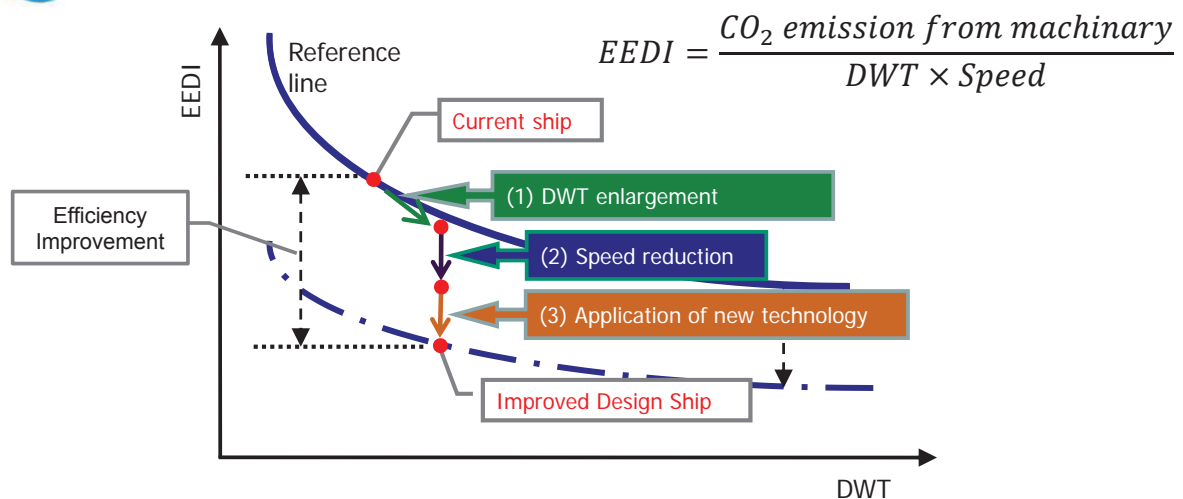 Reference
line
EEDI = CO₂ emission from machinary
DWT × Speed
EEDI
Current ship
(1) DWT enlargement
Efficiency
Improvement
(2) Speed reduction
(3) Application of new technology
Improved Design Ship
DWT